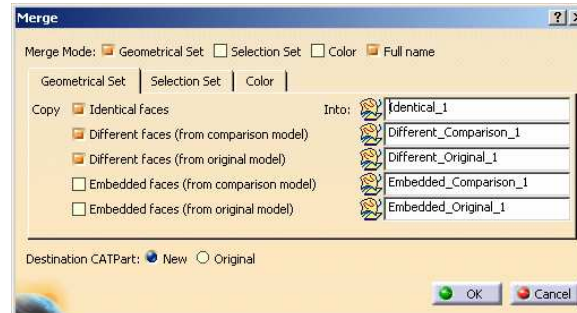 Merge
Merge Mode: Geometrical Set Selection Set Color Full name
Geometrical Set Selection Set Color
Copy Identical faces Into: Identical_1
Different faces (from comparison model) Different_Comparison_1
Different faces (from original model) Different_Original_1
Embedded faces (from comparison model) Embedded_Comparison_1
Embedded faces (from original model) Embedded_Original_1
Destination CATPart: New Original
OK Cancel